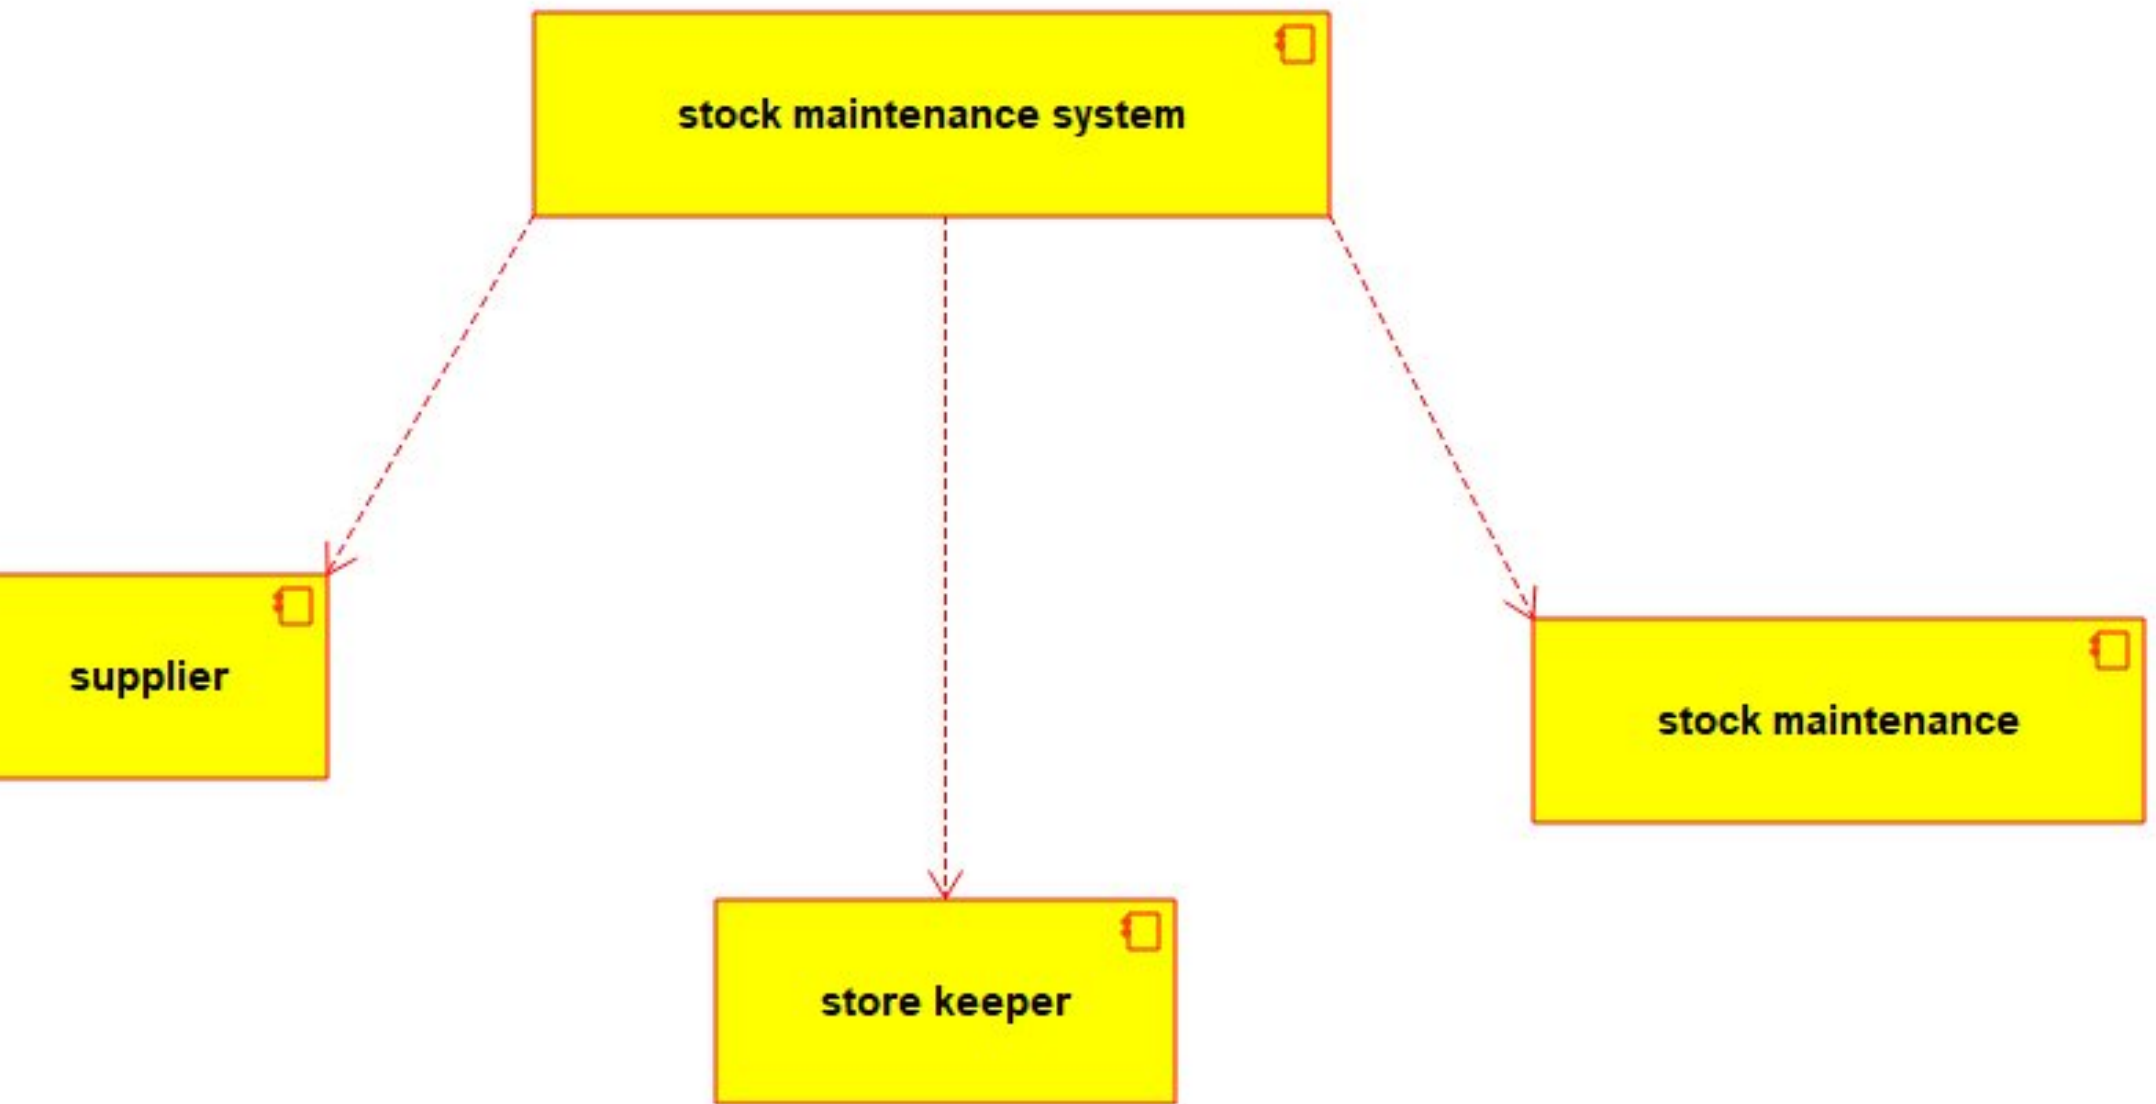 stock maintenance system
supplier
stock maintenance
store keeper